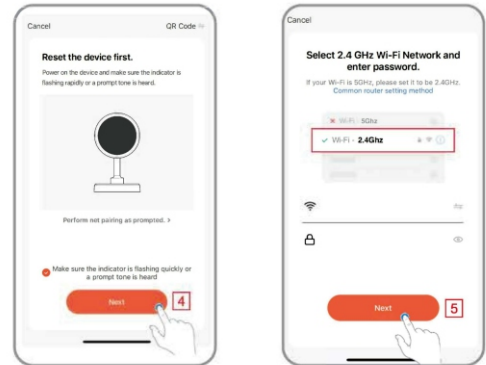 Cancel
QR Code
Reset the device first.
Power on the device and make sure the indicator is
flashing rapidly or a prompt tone is heard.
Perform net pairing as prompted. >
Make sure the indicator is flashing quickly or
a prompt tone is heard
Next
4
Cancel
Select 2.4 GHz Wi-Fi Network and
enter password.
If your Wi-Fi is 5GHz, please set it to be 2.4GHz.
Common router setting method
Wi-Fi - 5Ghz
Wi-Fi - 2.4Ghz
Next
5